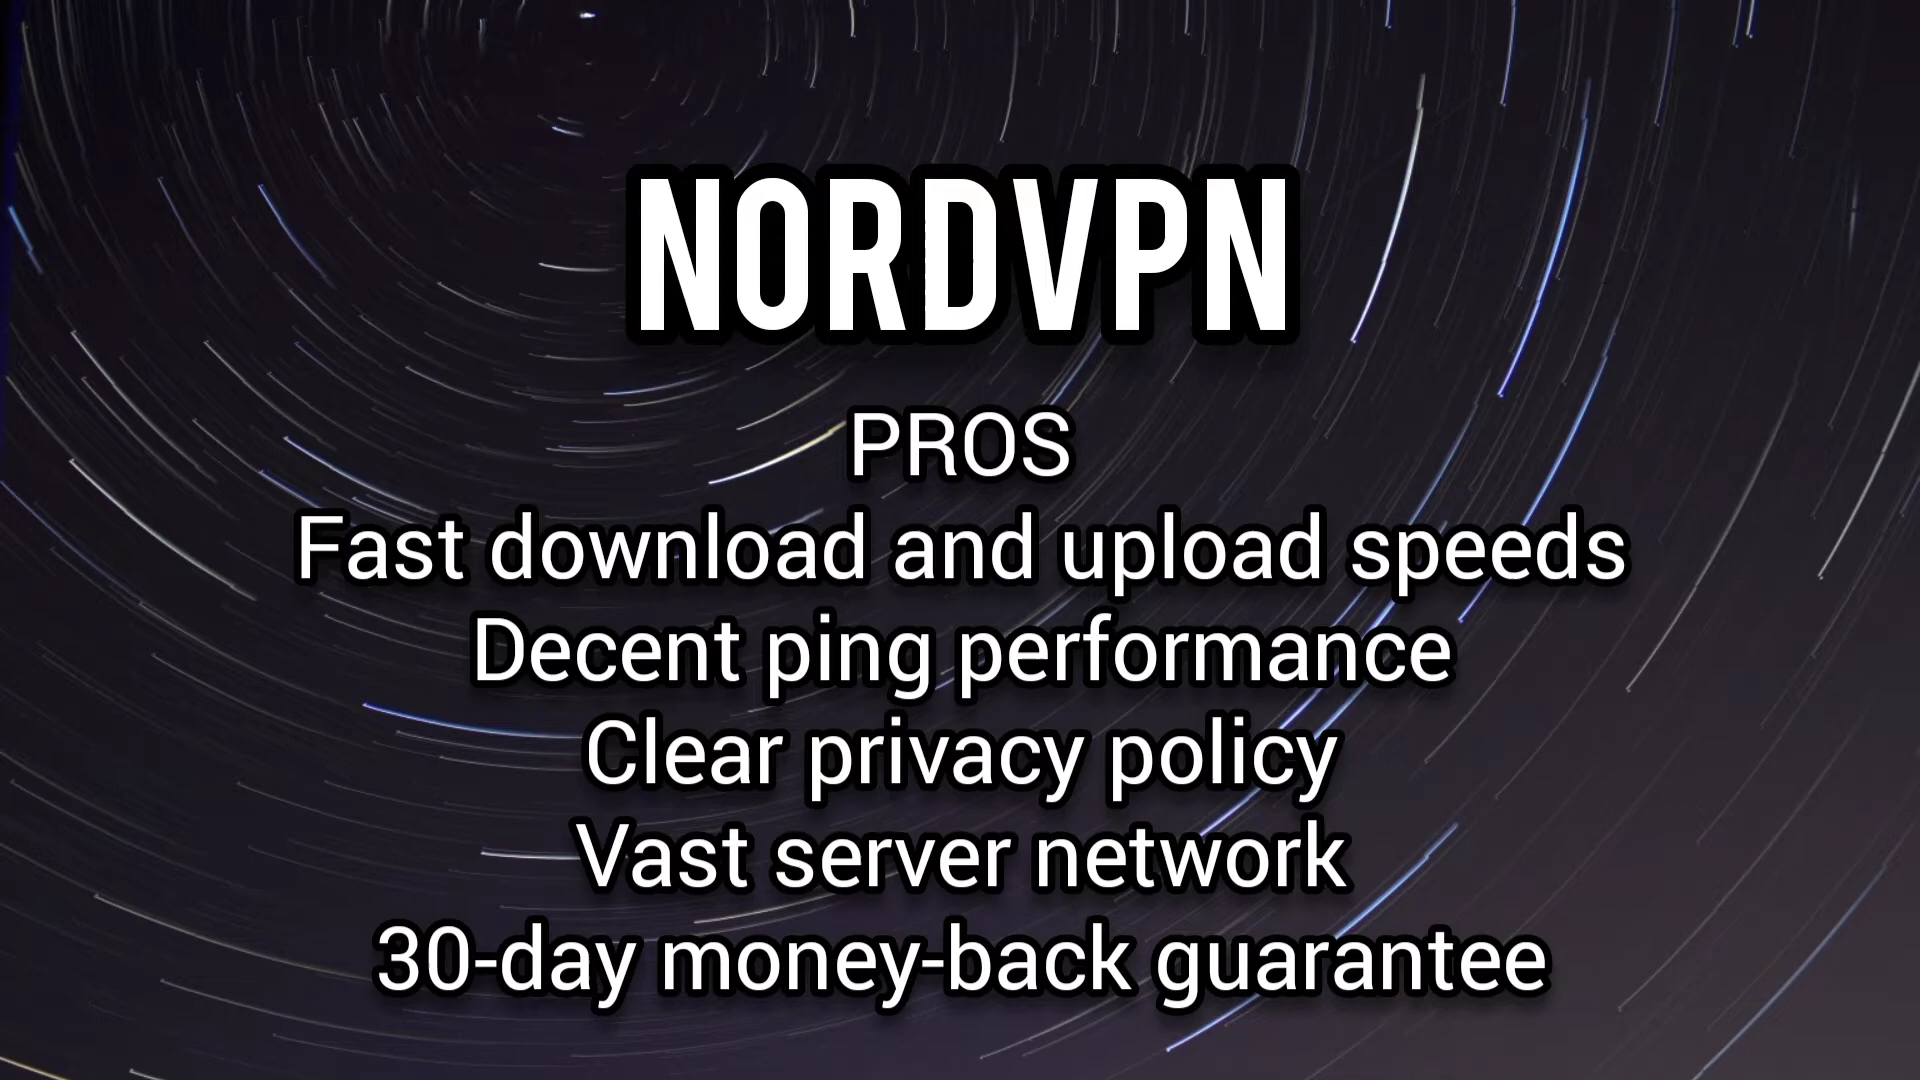 NORDVPN
PROS
Fast download and upload speeds
Decent ping performance
Clear privacy policy
Vast server network
30-day money-back guarantee